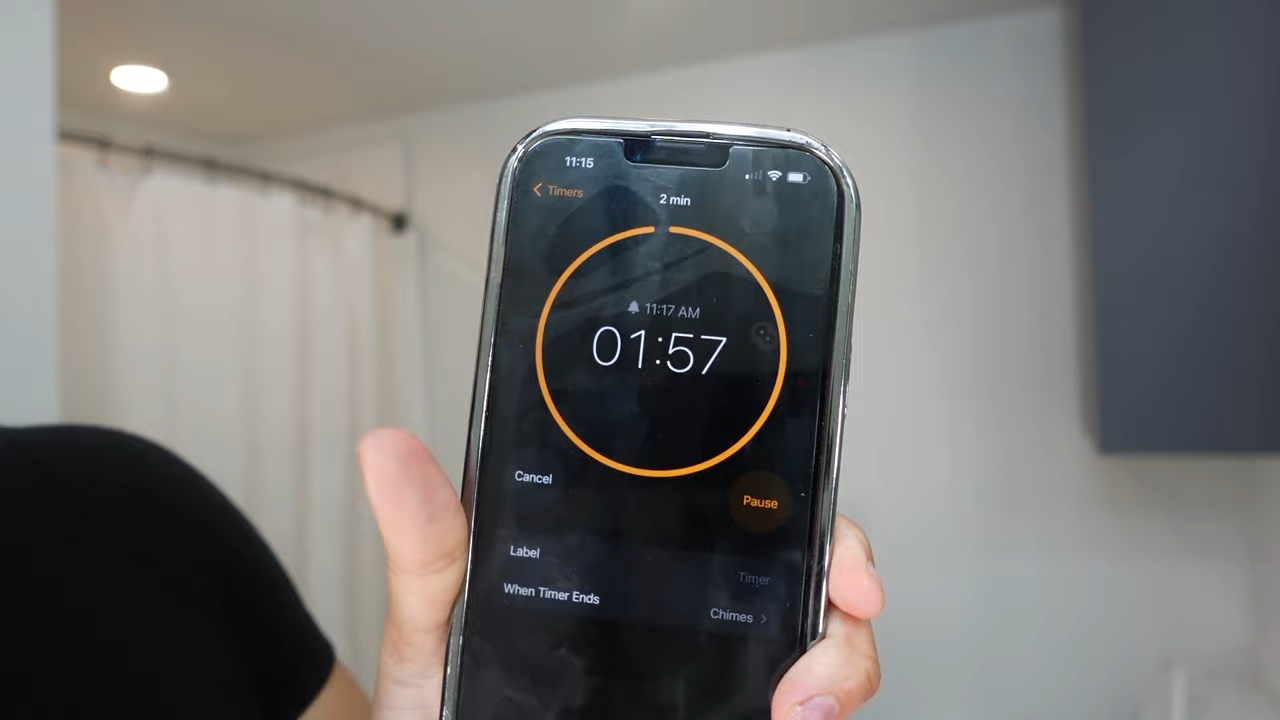 11:15
Timers
2 min
11:17 AM
01:57
Cancel
Pause
Label
Timer
When Timer Ends
Chimes